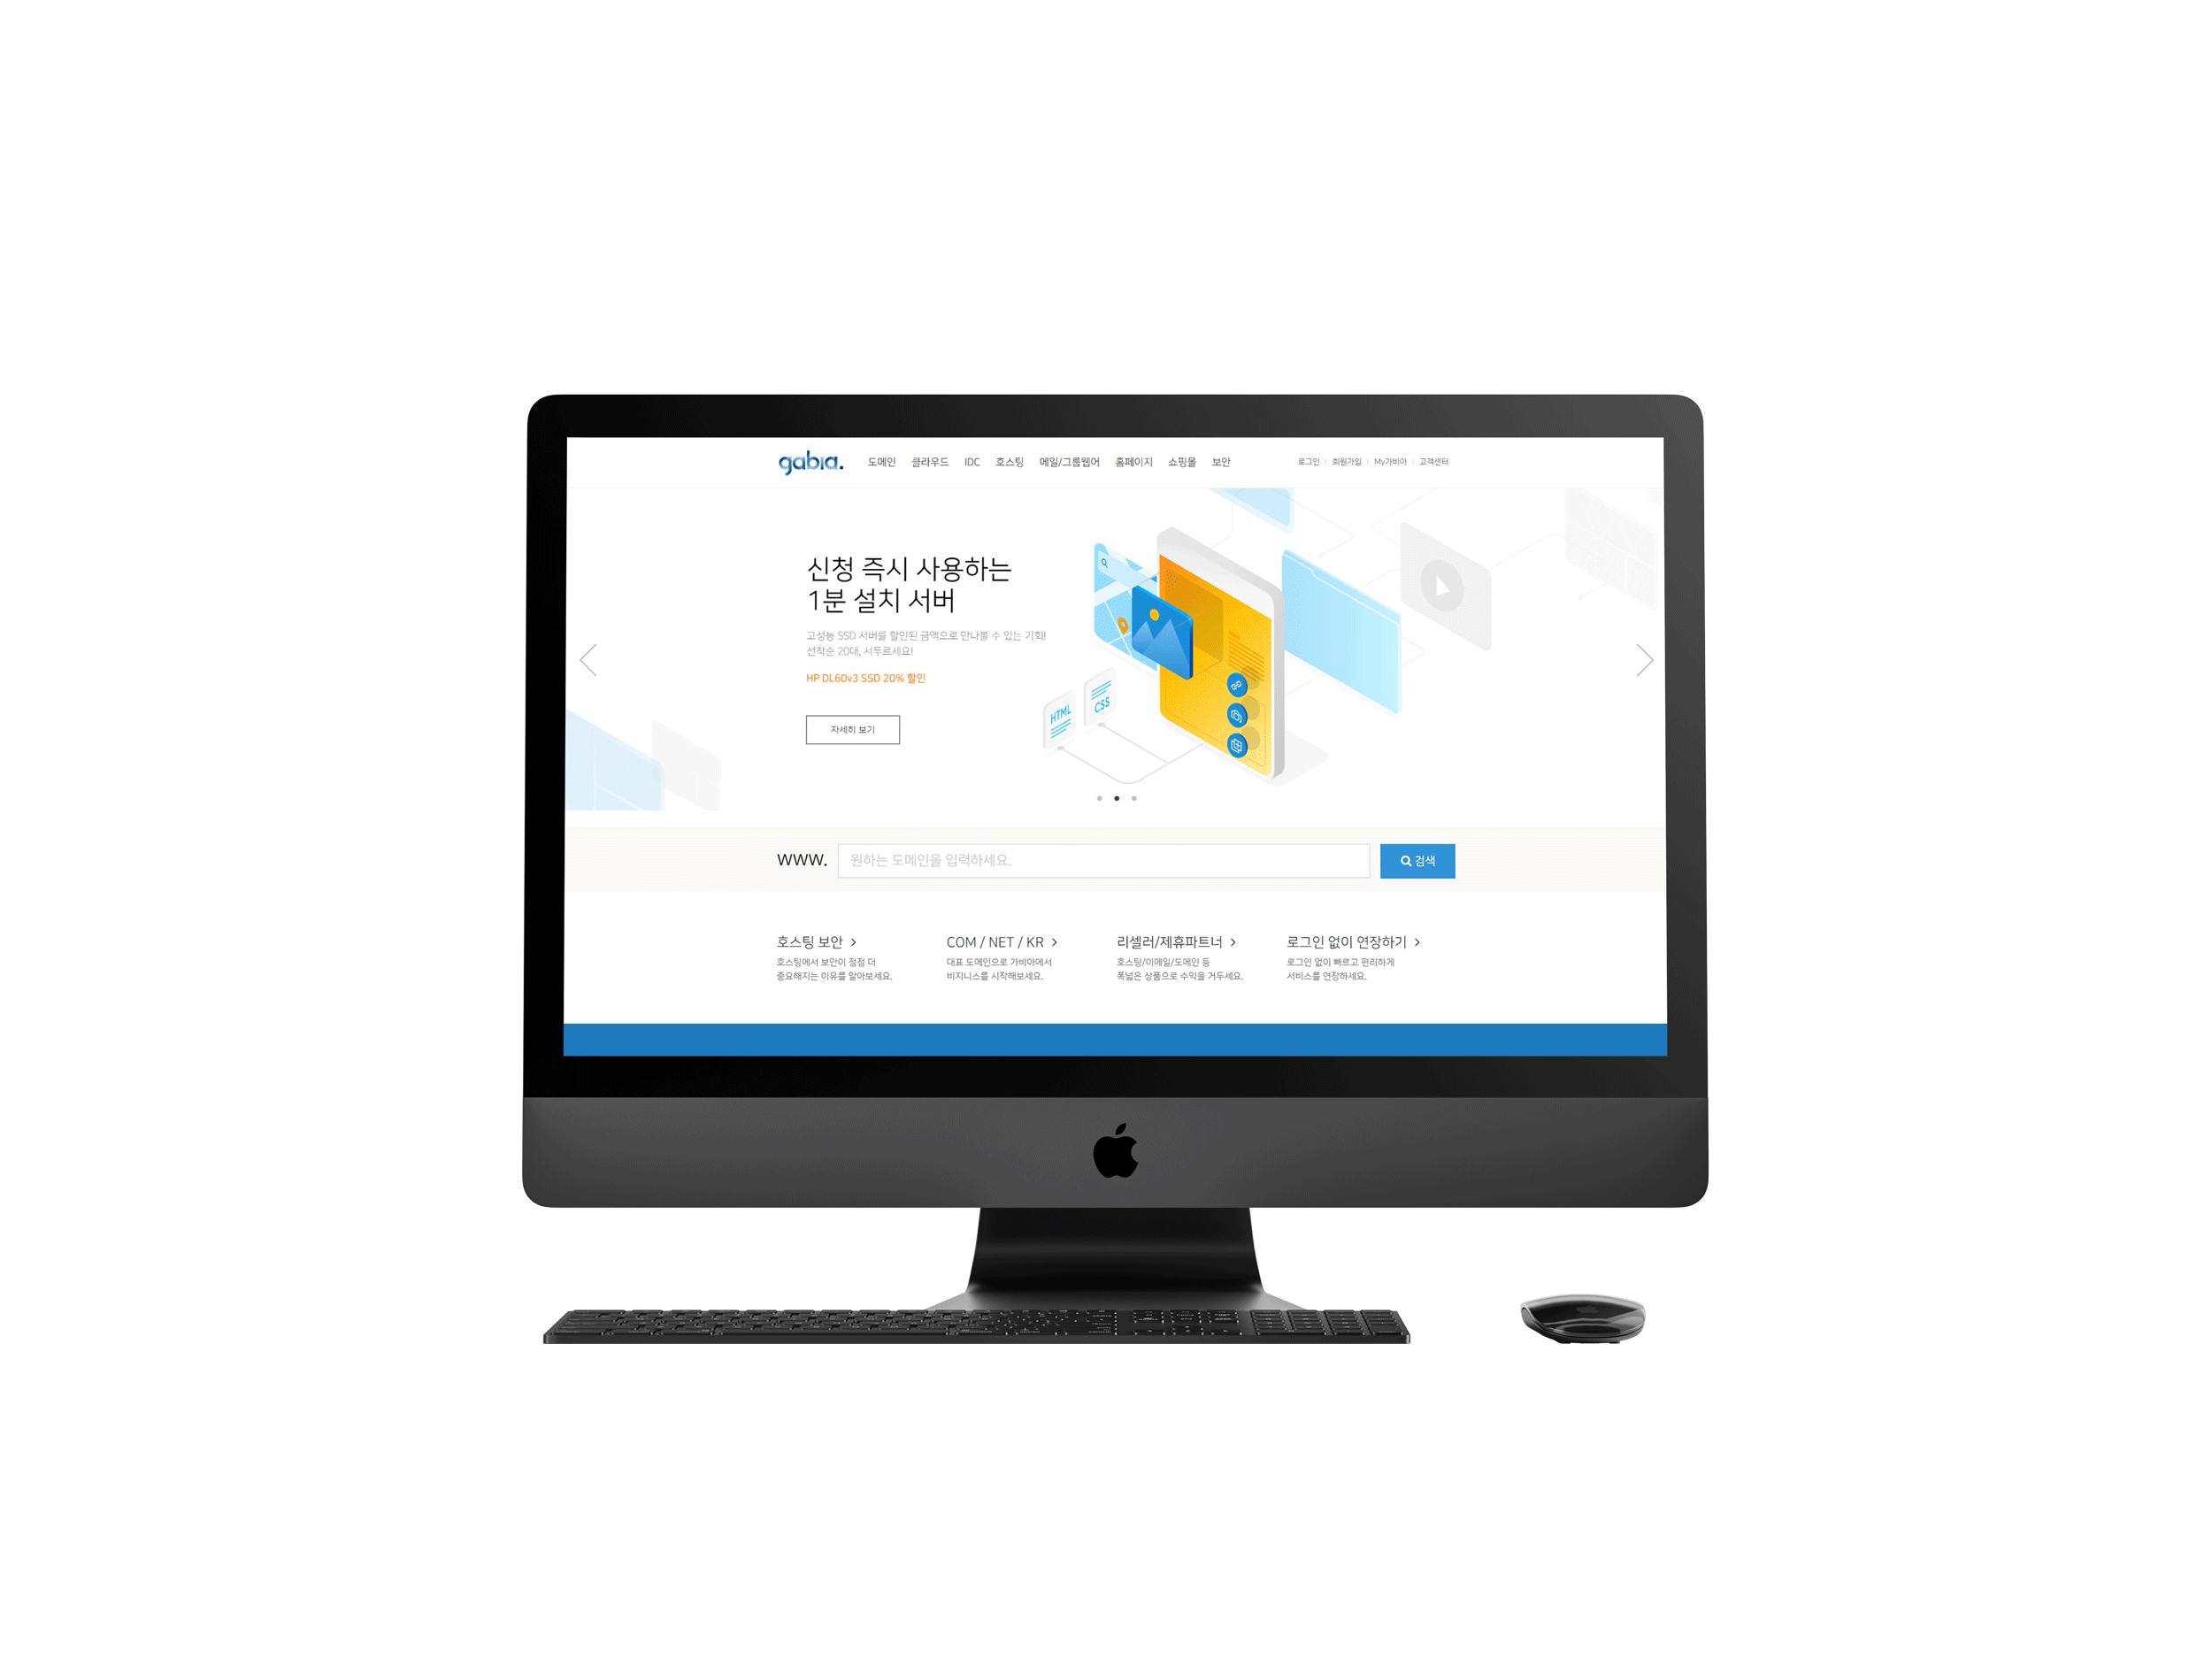 gabia.
도메인 클라우드 IDC 호스팅 메일/그룹웨어 홈페이지 쇼핑몰 보안
로그인 | 회원가입 | My가비아 | 고객센터
신청 즉시 사용하는
1분 설치 서버
고성능 SSD 서버를 할인된 금액으로 만나볼 수 있는 기회!
선착순 20대, 서두르세요!
HP DL60v3 SSD 20% 할인
자세히 보기
HTML
CSS
www. 원하는 도메인을 입력하세요. 검색
호스팅 보안 >
호스팅에서 보안이 점점 더
중요해지는 이유를 알아보세요.
COM / NET / KR >
대표 도메인으로 가비아에서
비지니스를 시작해보세요.
리셀러/제휴파트너 >
호스팅/이메일/도메인 등
폭넓은 상품으로 수익을 거두세요.
로그인 없이 연장하기 >
로그인 없이 빠르고 편리하게
서비스를 연장하세요.